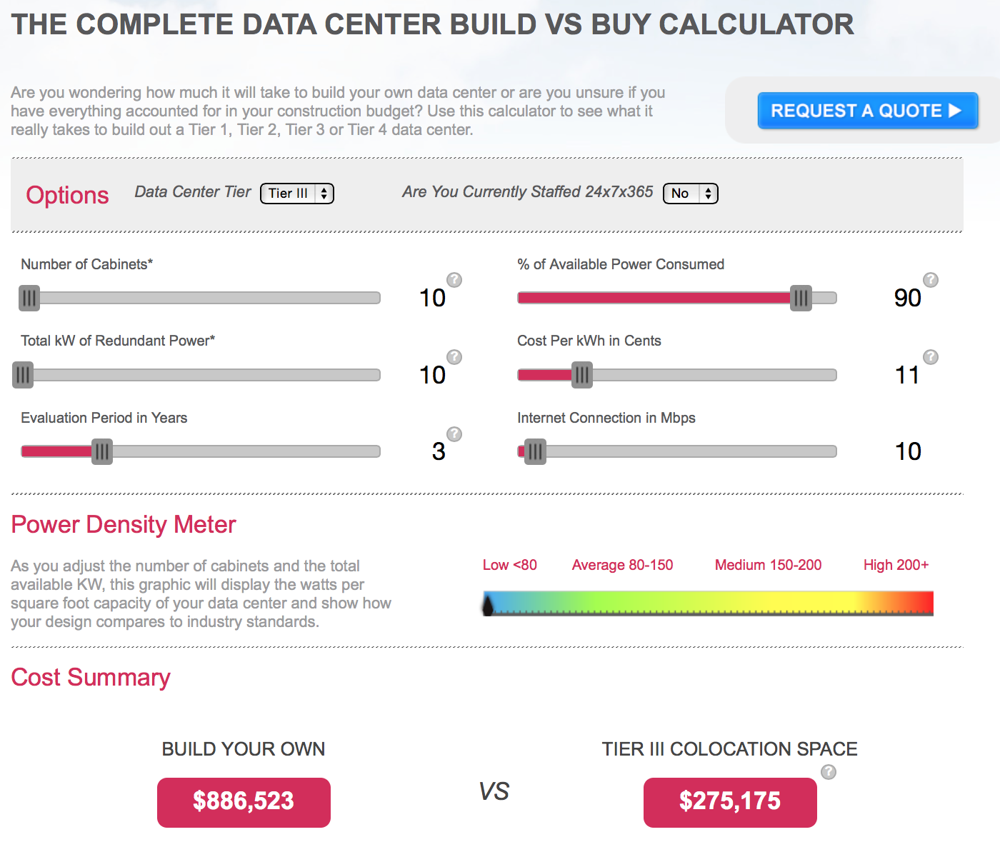 THE COMPLETE DATA CENTER BUILD VS BUY CALCULATOR
Are you wondering how much it will take to build your own data center or are you unsure if you
have everything accounted for in your construction budget? Use this calculator to see what it
really takes to build out a Tier 1, Tier 2, Tier 3 or Tier 4 data center.
REQUEST A QUOTE
Options
Data Center Tier
Tier III
Are You Currently Staffed 24x7x365
No
Number of Cabinets*
10
?
% of Available Power Consumed
90
?
Total kW of Redundant Power*
10
?
Cost Per kWh in Cents
11
?
Evaluation Period in Years
3
?
Internet Connection in Mbps
10
Power Density Meter
As you adjust the number of cabinets and the total
available KW, this graphic will display the watts per
square foot capacity of your data center and show how
your design compares to industry standards.
Low <80
Average 80-150
Medium 150-200
High 200+
Cost Summary
BUILD YOUR OWN
$886,523
VS
TIER III COLOCATION SPACE
?
$275,175